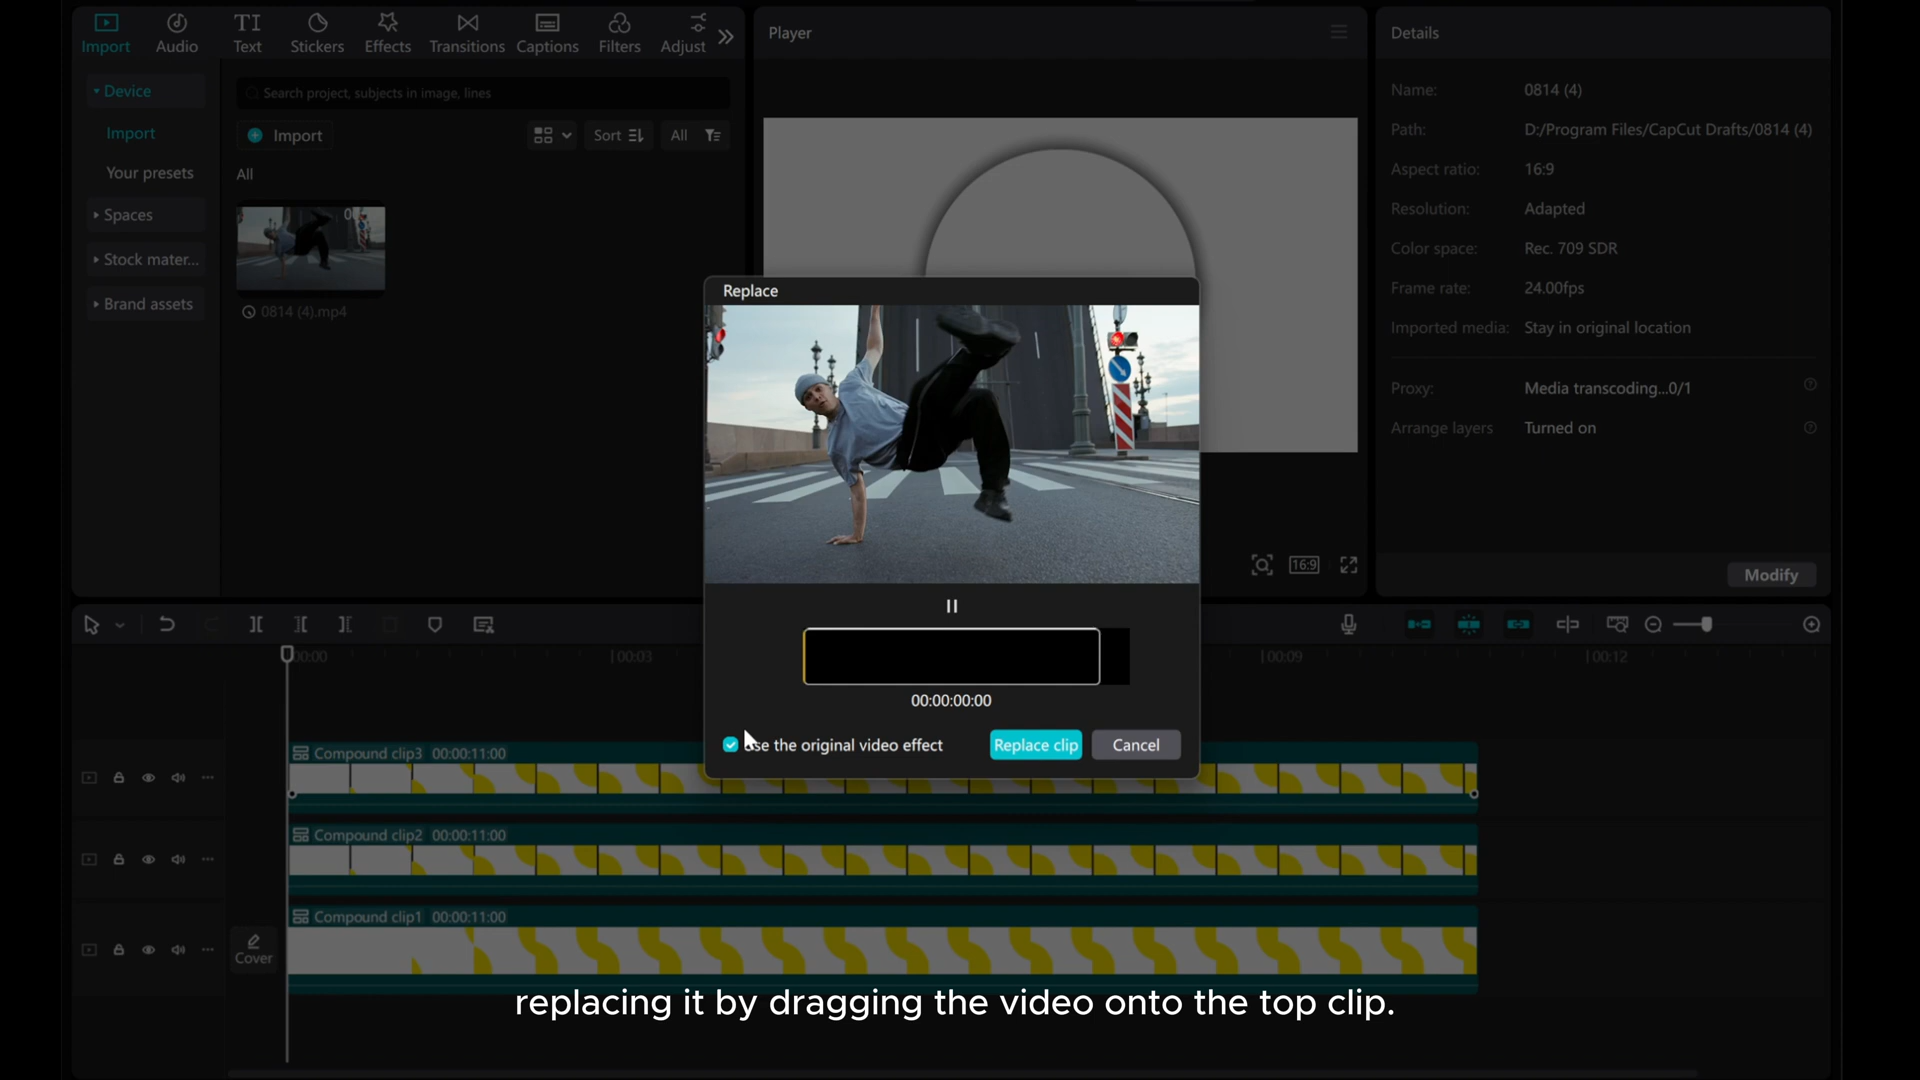 Import
Audio
TI
Text
Stickers
Effects
Transitions
Captions
Filters
Adjust
Player
Details
Device
Import
Your presets
Spaces
Stock mater...
Brand assets
Search project, subjects in image, lines
Import
Sort
All
All
0814 (4).mp4
Name: 0814 (4)
Path: D:/Program Files/CapCut Drafts/0814 (4)
Aspect ratio: 16:9
Resolution: Adapted
Color space: Rec. 709 SDR
Frame rate: 24.00fps
Imported media: Stay in original location
Proxy: Media transcoding...0/1
Arrange layers Turned on
Modify
16:9
Replace
00:00:00:00
the original video effect
Replace clip
Cancel
00:00
00:03
00:09
00:12
Compound clip3 00:00:11:00
Compound clip2 00:00:11:00
Compound clip1 00:00:11:00
Cover
replacing it by dragging the video onto the top clip.